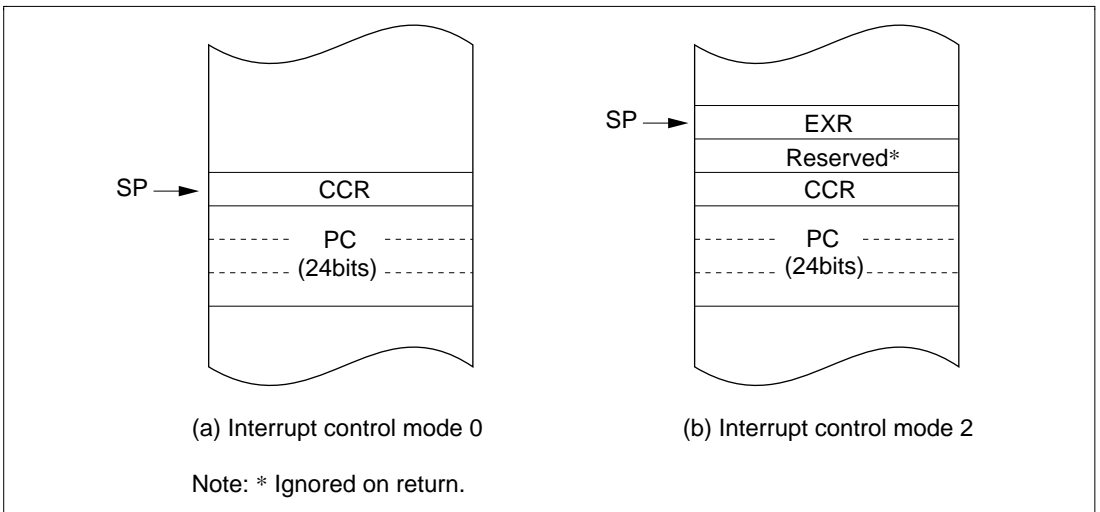 SP
CCR
PC
(24bits)
(a) Interrupt control mode 0
SP
EXR
Reserved*
CCR
PC
(24bits)
(b) Interrupt control mode 2
Note: * Ignored on return.